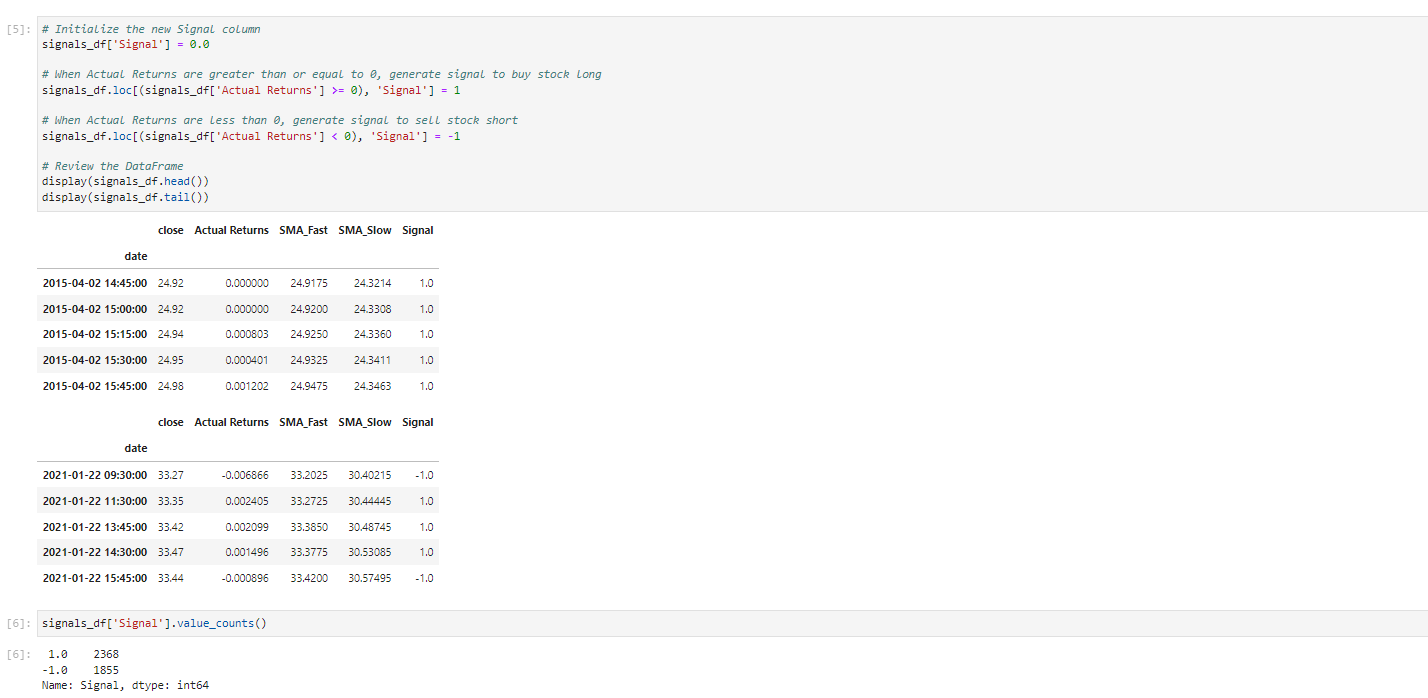 [5]: # Initialize the new Signal column
signals_df['Signal'] = 0.0
# When Actual Returns are greater than or equal to 0, generate signal to buy stock long
signals_df.loc[(signals_df['Actual Returns'] >= 0), 'Signal'] = 1
# When Actual Returns are less than 0, generate signal to sell stock short
signals_df.loc[(signals_df['Actual Returns'] < 0), 'Signal'] = -1
# Review the DataFrame
display(signals_df.head())
display(signals_df.tail())
close Actual Returns SMA_Fast SMA_Slow Signal
date
2015-04-02 14:45:00 24.92 0.000000 24.9175 24.3214 1.0
2015-04-02 15:00:00 24.92 0.000000 24.9200 24.3308 1.0
2015-04-02 15:15:00 24.94 0.000803 24.9250 24.3360 1.0
2015-04-02 15:30:00 24.95 0.000401 24.9325 24.3411 1.0
2015-04-02 15:45:00 24.98 0.001202 24.9475 24.3463 1.0
close Actual Returns SMA_Fast SMA_Slow Signal
date
2021-01-22 09:30:00 33.27 -0.006866 33.2025 30.40215 -1.0
2021-01-22 11:30:00 33.35 0.002405 33.2725 30.44445 1.0
2021-01-22 13:45:00 33.42 0.002099 33.3850 30.48745 1.0
2021-01-22 14:30:00 33.47 0.001496 33.3775 30.53085 1.0
2021-01-22 15:45:00 33.44 -0.000896 33.4200 30.57495 -1.0
[6]: signals_df['Signal'].value_counts()
[6]: 1.0 2368
-1.0 1855
Name: Signal, dtype: int64